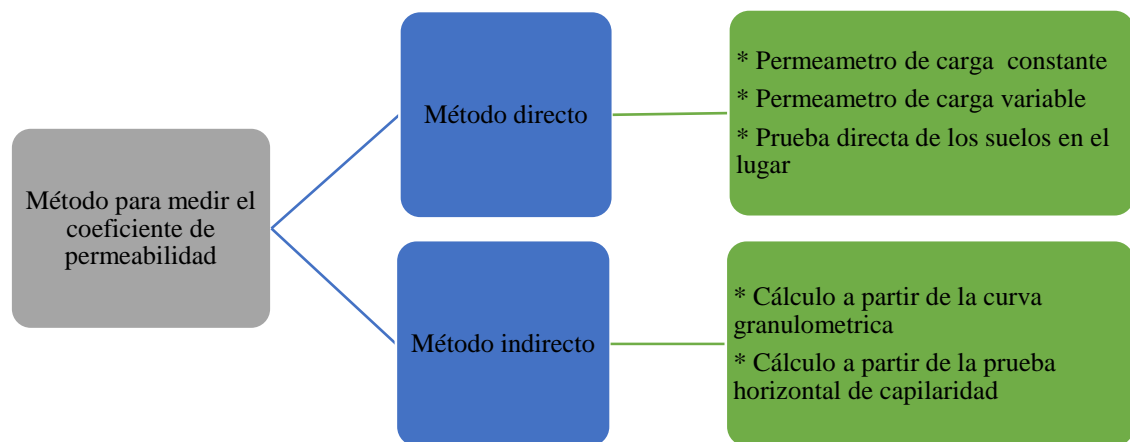 Método para medir el
coeficiente de
permeabilidad
Método directo
* Permeametro de carga constante
* Permeametro de carga variable
* Prueba directa de los suelos en el
lugar
Método indirecto
* Cálculo a partir de la curva
granulometrica
* Cálculo a partir de la prueba
horizontal de capilaridad